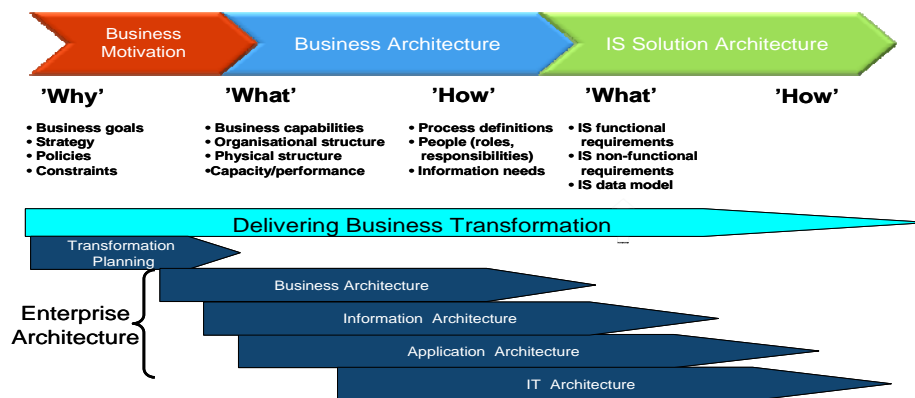 Business
Motivation
Business Architecture
IS Solution Architecture
’Why’
’What’
’How’
’What’
’How’
• Business goals
• Strategy
• Policies
• Constraints
• Business capabilities
• Organisational structure
• Physical structure
•Capacity/performance
• Process definitions
• People (roles,
responsibilities)
• Information needs
• IS functional
requirements
• IS non-functional
requirements
• IS data model
Delivering Business Transformation
Transformation
Planning
Enterprise
Architecture
Business Architecture
Information Architecture
Application Architecture
IT Architecture